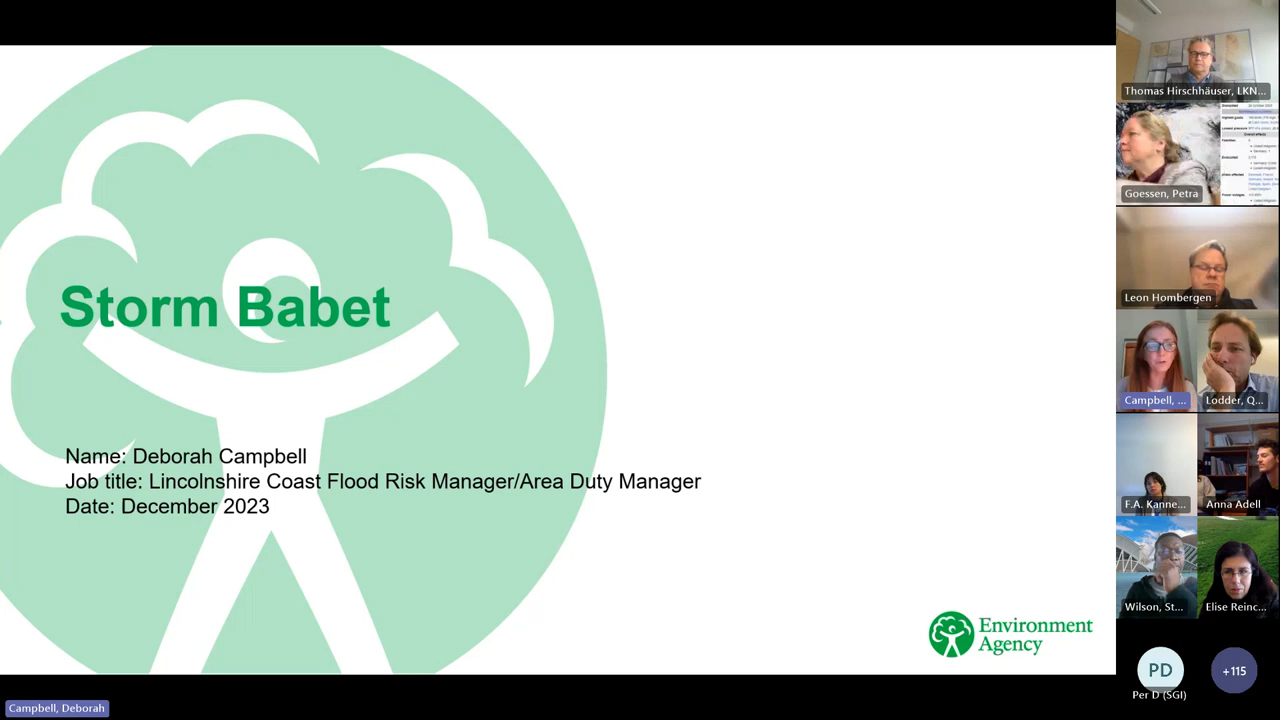 Storm Babet
Name: Deborah Campbell
Job title: Lincolnshire Coast Flood Risk Manager/Area Duty Manager
Date: December 2023
Environment
Agency
Campbell, Deborah
Thomas Hirschhäuser, LKN...
Goessen, Petra
Leon Hombergen
Campbell, ...
Lodder, Q...
F.A. Kanne...
Anna Adell
Wilson, St...
Elise Reinc...
PD
+115
Per D (SGI)